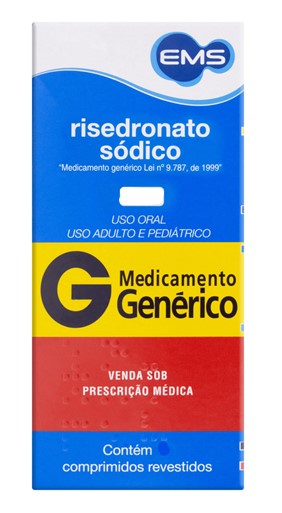 EMS
risedronato
sódico
"Medicamento genérico Lei nº 9.787, de 1999"
USO ORAL
USO ADULTO E PEDIÁTRICO
G Medicamento
Genérico
VENDA SOB
PRESCRIÇÃO MÉDICA
Contém
comprimidos revestidos